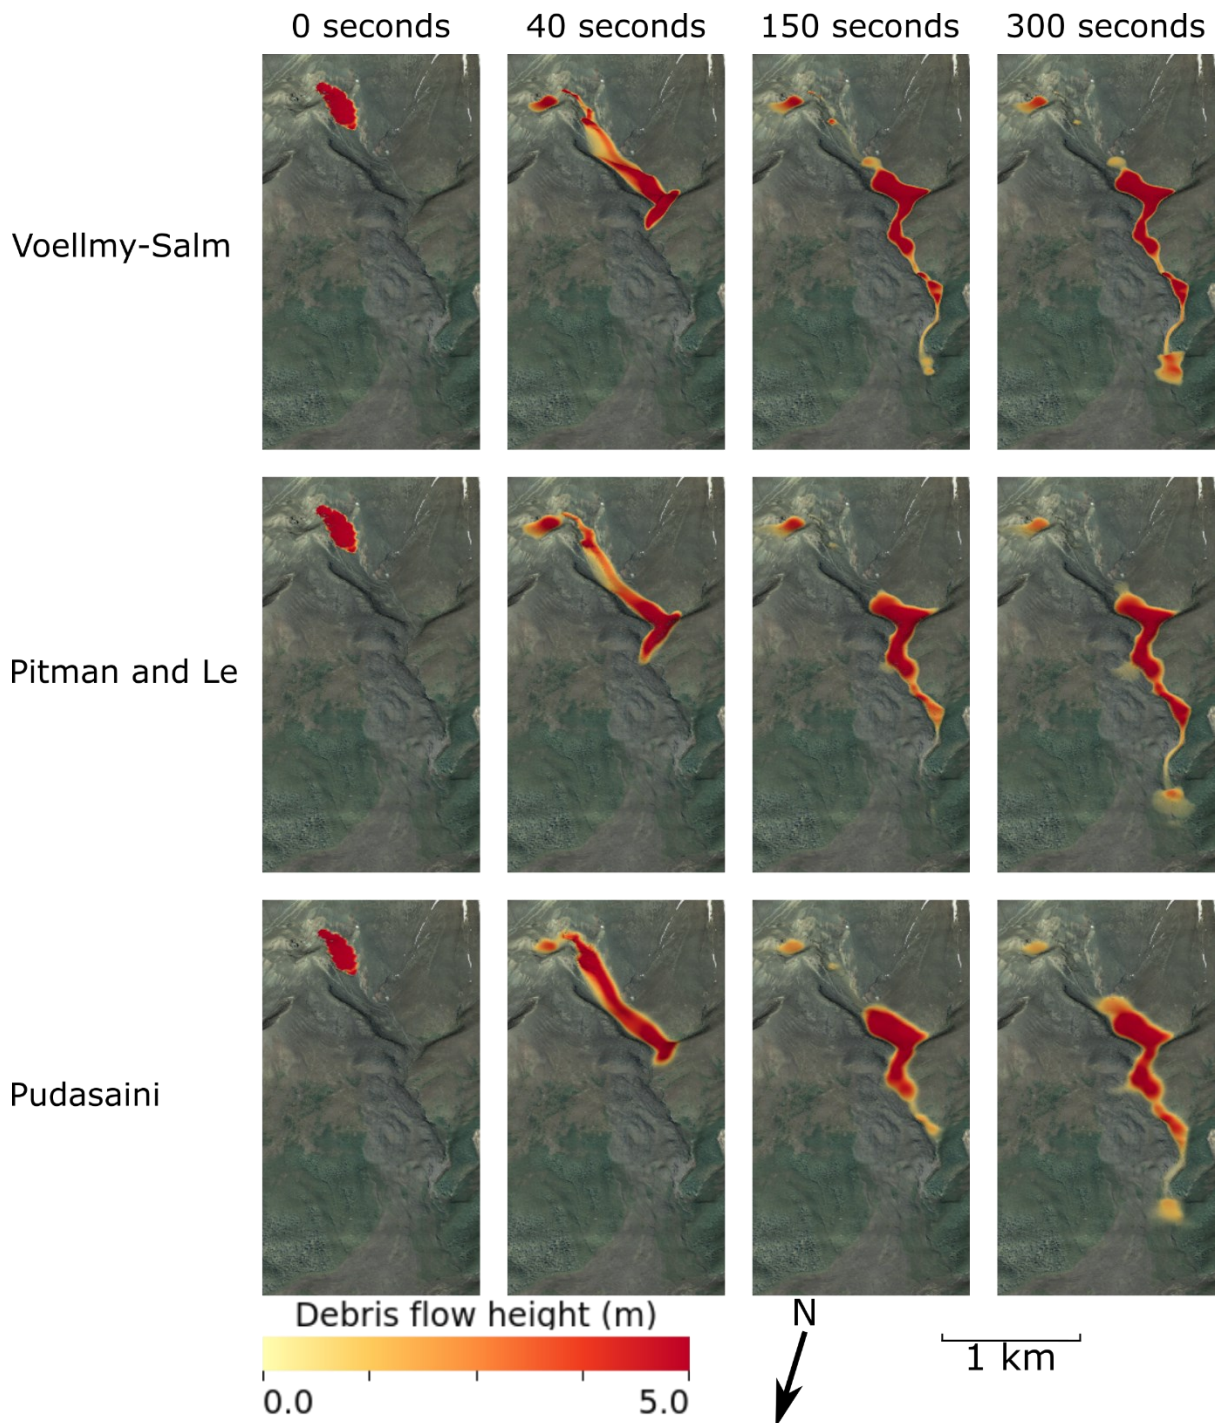 0 seconds 40 seconds 150 seconds 300 seconds
Voellmy-Salm
Pitman and Le
Pudasaini
Debris flow height (m)
0.0 5.0
N
1 km